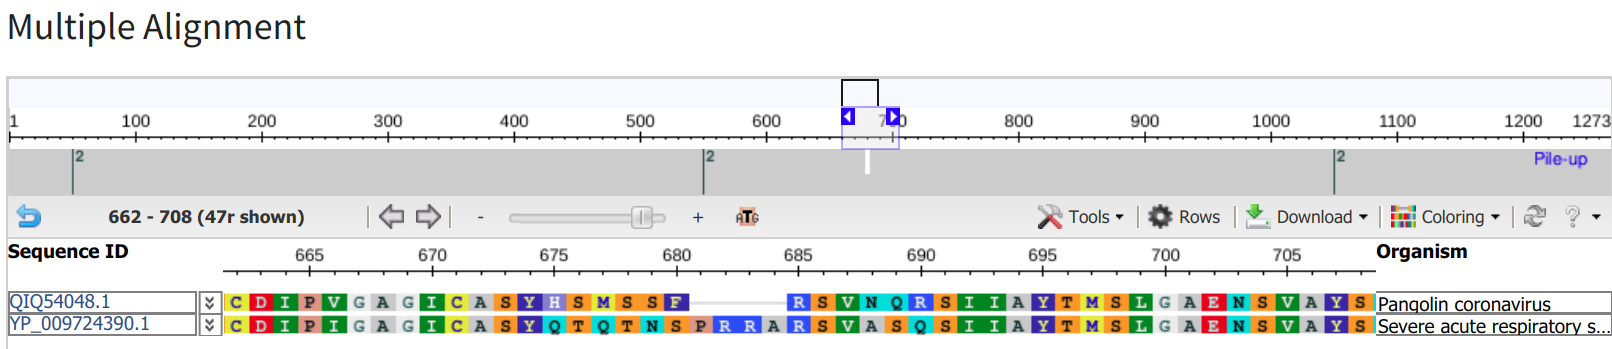 Multiple Alignment
1 100 200 300 400 500 600 700 800 900 1000 1100 1200 1273
2 2 2 Pile-up
662 - 708 (47r shown) - + ATG Tools Rows Download Coloring ?
Sequence ID 665 670 675 680 685 690 695 700 705 Organism
QIQ54048.1 C D I P V G A G I C A S Y H S M S S F R S V N Q R S I I A Y T M S L G A E N S V A Y S Pangolin coronavirus
YP_009724390.1 C D I P I G A G I C A S Y Q T Q T N S P R R A R S V A S Q S I I A Y T M S L G A E N S V A Y S Severe acute respiratory s...